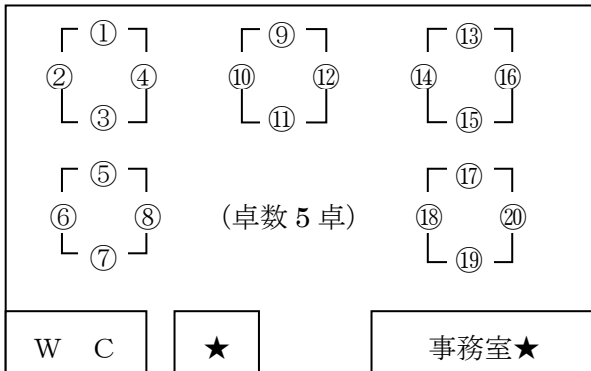 ① ⑨ ⑬
② ④ ⑩ ⑫ ⑭ ⑯
③ ⑪ ⑮
⑤ ⑰
⑥ ⑧ (卓数５卓) ⑱ ⑳
⑦ ⑲
Ｗ Ｃ ★ 事務室★